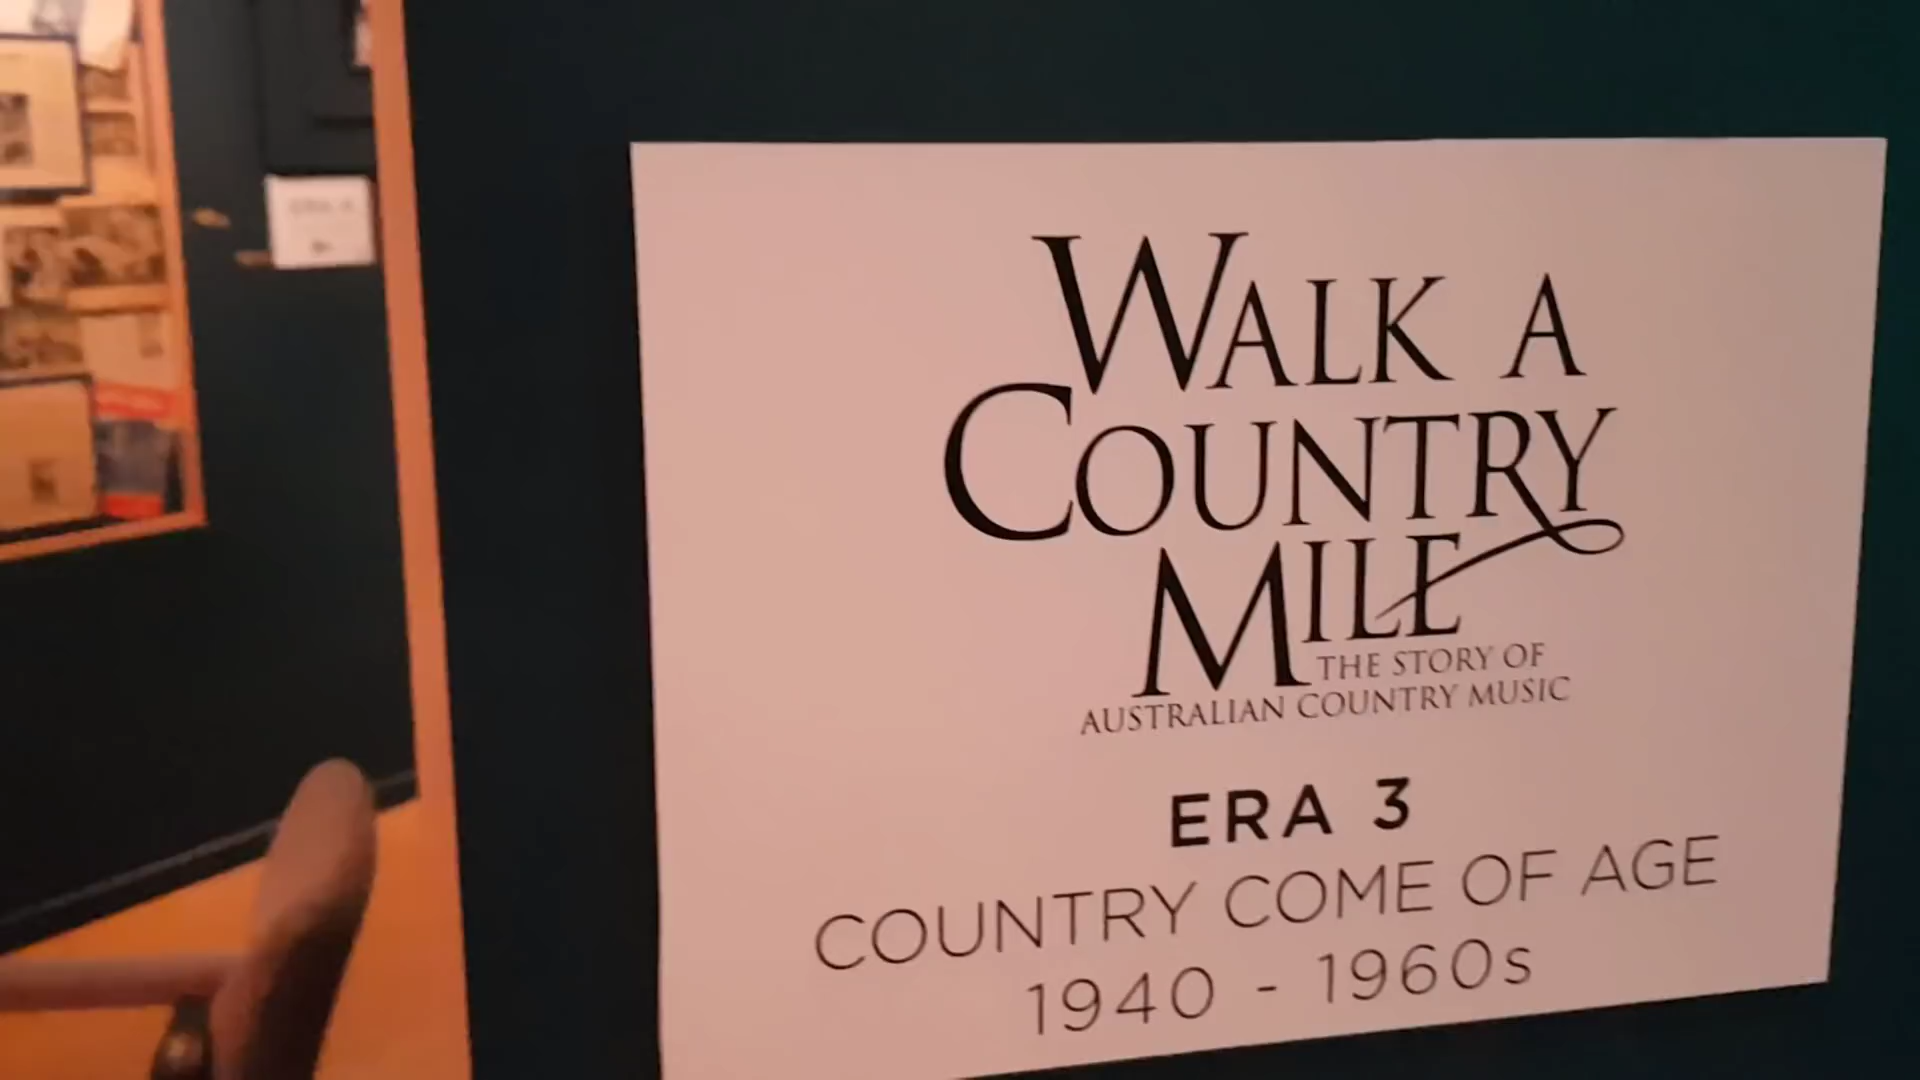 WALK A
COUNTRY
MILE
THE STORY OF
AUSTRALIAN COUNTRY MUSIC
ERA 3
COUNTRY COME OF AGE
1940 - 1960s